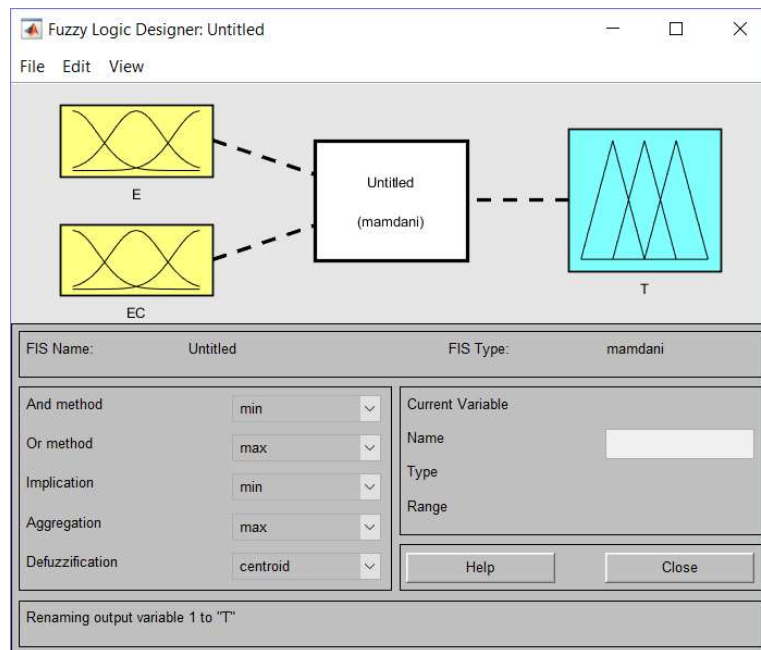 Fuzzy Logic Designer: Untitled
File Edit View
E
EC
Untitled
(mamdani)
T
FIS Name: Untitled FIS Type: mamdani
And method min
Or method max
Implication min
Aggregation max
Defuzzification centroid
Current Variable
Name
Type
Range
Help Close
Renaming output variable 1 to "T"